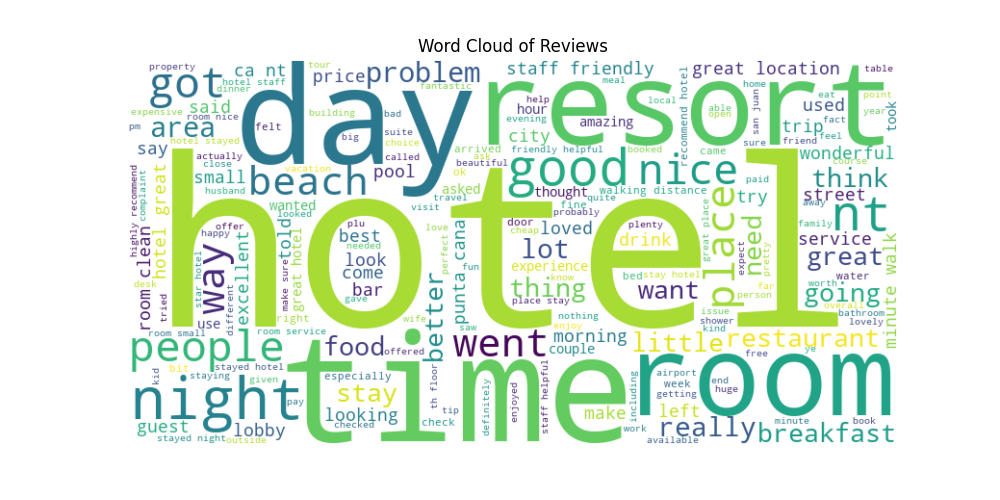 Word Cloud of Reviews
property
tour
got
ca nt
hotel staff
dinner
price
problem
fantastic
staff friendly
great location
table
expensive
said
room nice
building
day
resort
help
hour
meal
local
able
open
home
used
eat
fact
point
year
took
pm
area
felt
big
suite
choice
bad
evening
amazing
city
friendly helpful
booked
recommend hotel
san juan
trip
friend
feel
sure
say
actually
close
vacation
called
arrived
ask
beautiful
ok
came
wonderful
course
small
husband
beach
pool
good
nice
think
highly recommend
complaint
hotel great
wanted
looked
asked
travel
thought
quite
walking distance
paid
try
street
away
nt
hotel
visit
fine
probably
family
offer
happy
told
plu
needed
best
love
perfect
punta cana
door
cheap
loved
plenty
drink
great place
place
expect
need
pretty
service
room clean
way
excellent
great hotel
look
come
fun
lot
experience
know
great
water
minute walk
desk
tried
star hotel
different
make sure
gave
bar
better
thing
place stay
bed
stay hotel
want
far
person
worth
going
use
right
wife
saw
nothing
enjoy
issue
shower
kind
overall
bathroom
lovely
room small
room service
people
stayed hotel
food
offered
went
morning
couple
little
restaurant
free
ye
kid
bit
staying
given
especially
th floor
time
room
airport
week
getting
end
huge
night
pay
stay
tip
definitely
enjoyed
staff helpful
including
make
left
minute
book
guest
lobby
looking
checked
check
work
really
breakfast
stayed night
outside
available